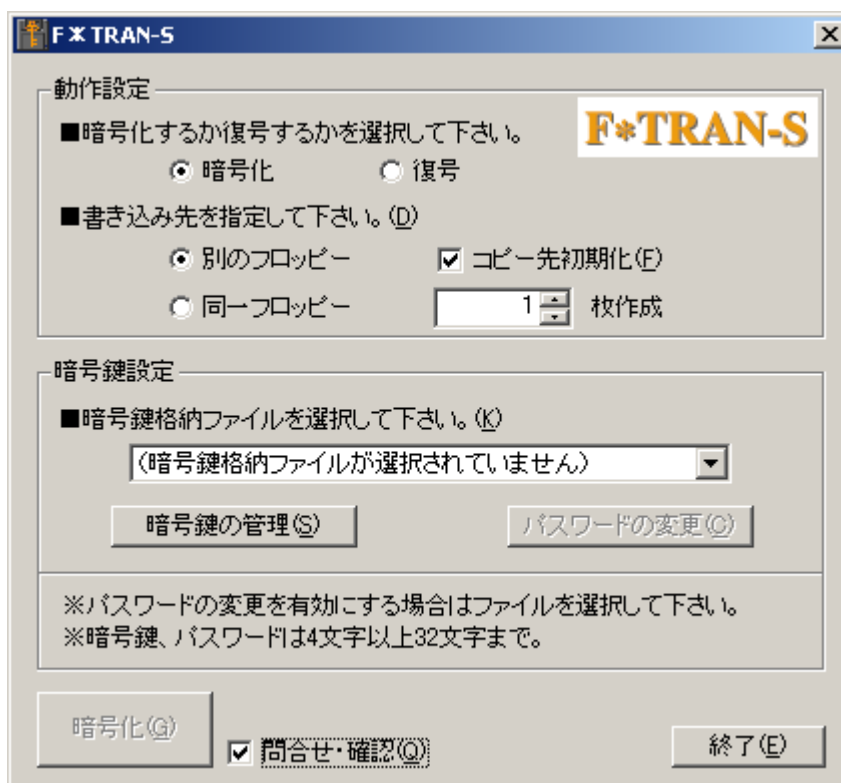 F＊TRAN-S
動作設定
F*TRAN-S
■暗号化するか復号するかを選択して下さい。
暗号化 復号
■書き込み先を指定して下さい。(D)
別のフロッピー コピー先初期化(F)
同一フロッピー 1 枚作成
暗号鍵設定
■暗号鍵格納ファイルを選択して下さい。(K)
(暗号鍵格納ファイルが選択されていません)
暗号鍵の管理(S) パスワードの変更(C)
※パスワードの変更を有効にする場合はファイルを選択して下さい。
※暗号鍵、パスワードは4文字以上32文字まで。
暗号化(G) 問合せ・確認(Q) 終了(E)